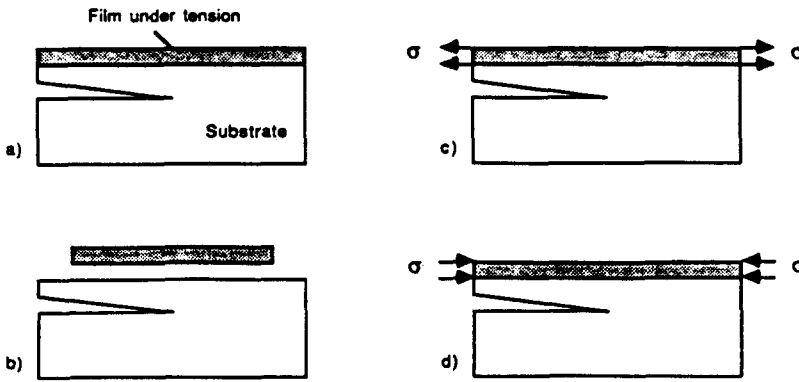 Film under tension
Substrate
a)
b)
σ σ
c)
σ σ
d)